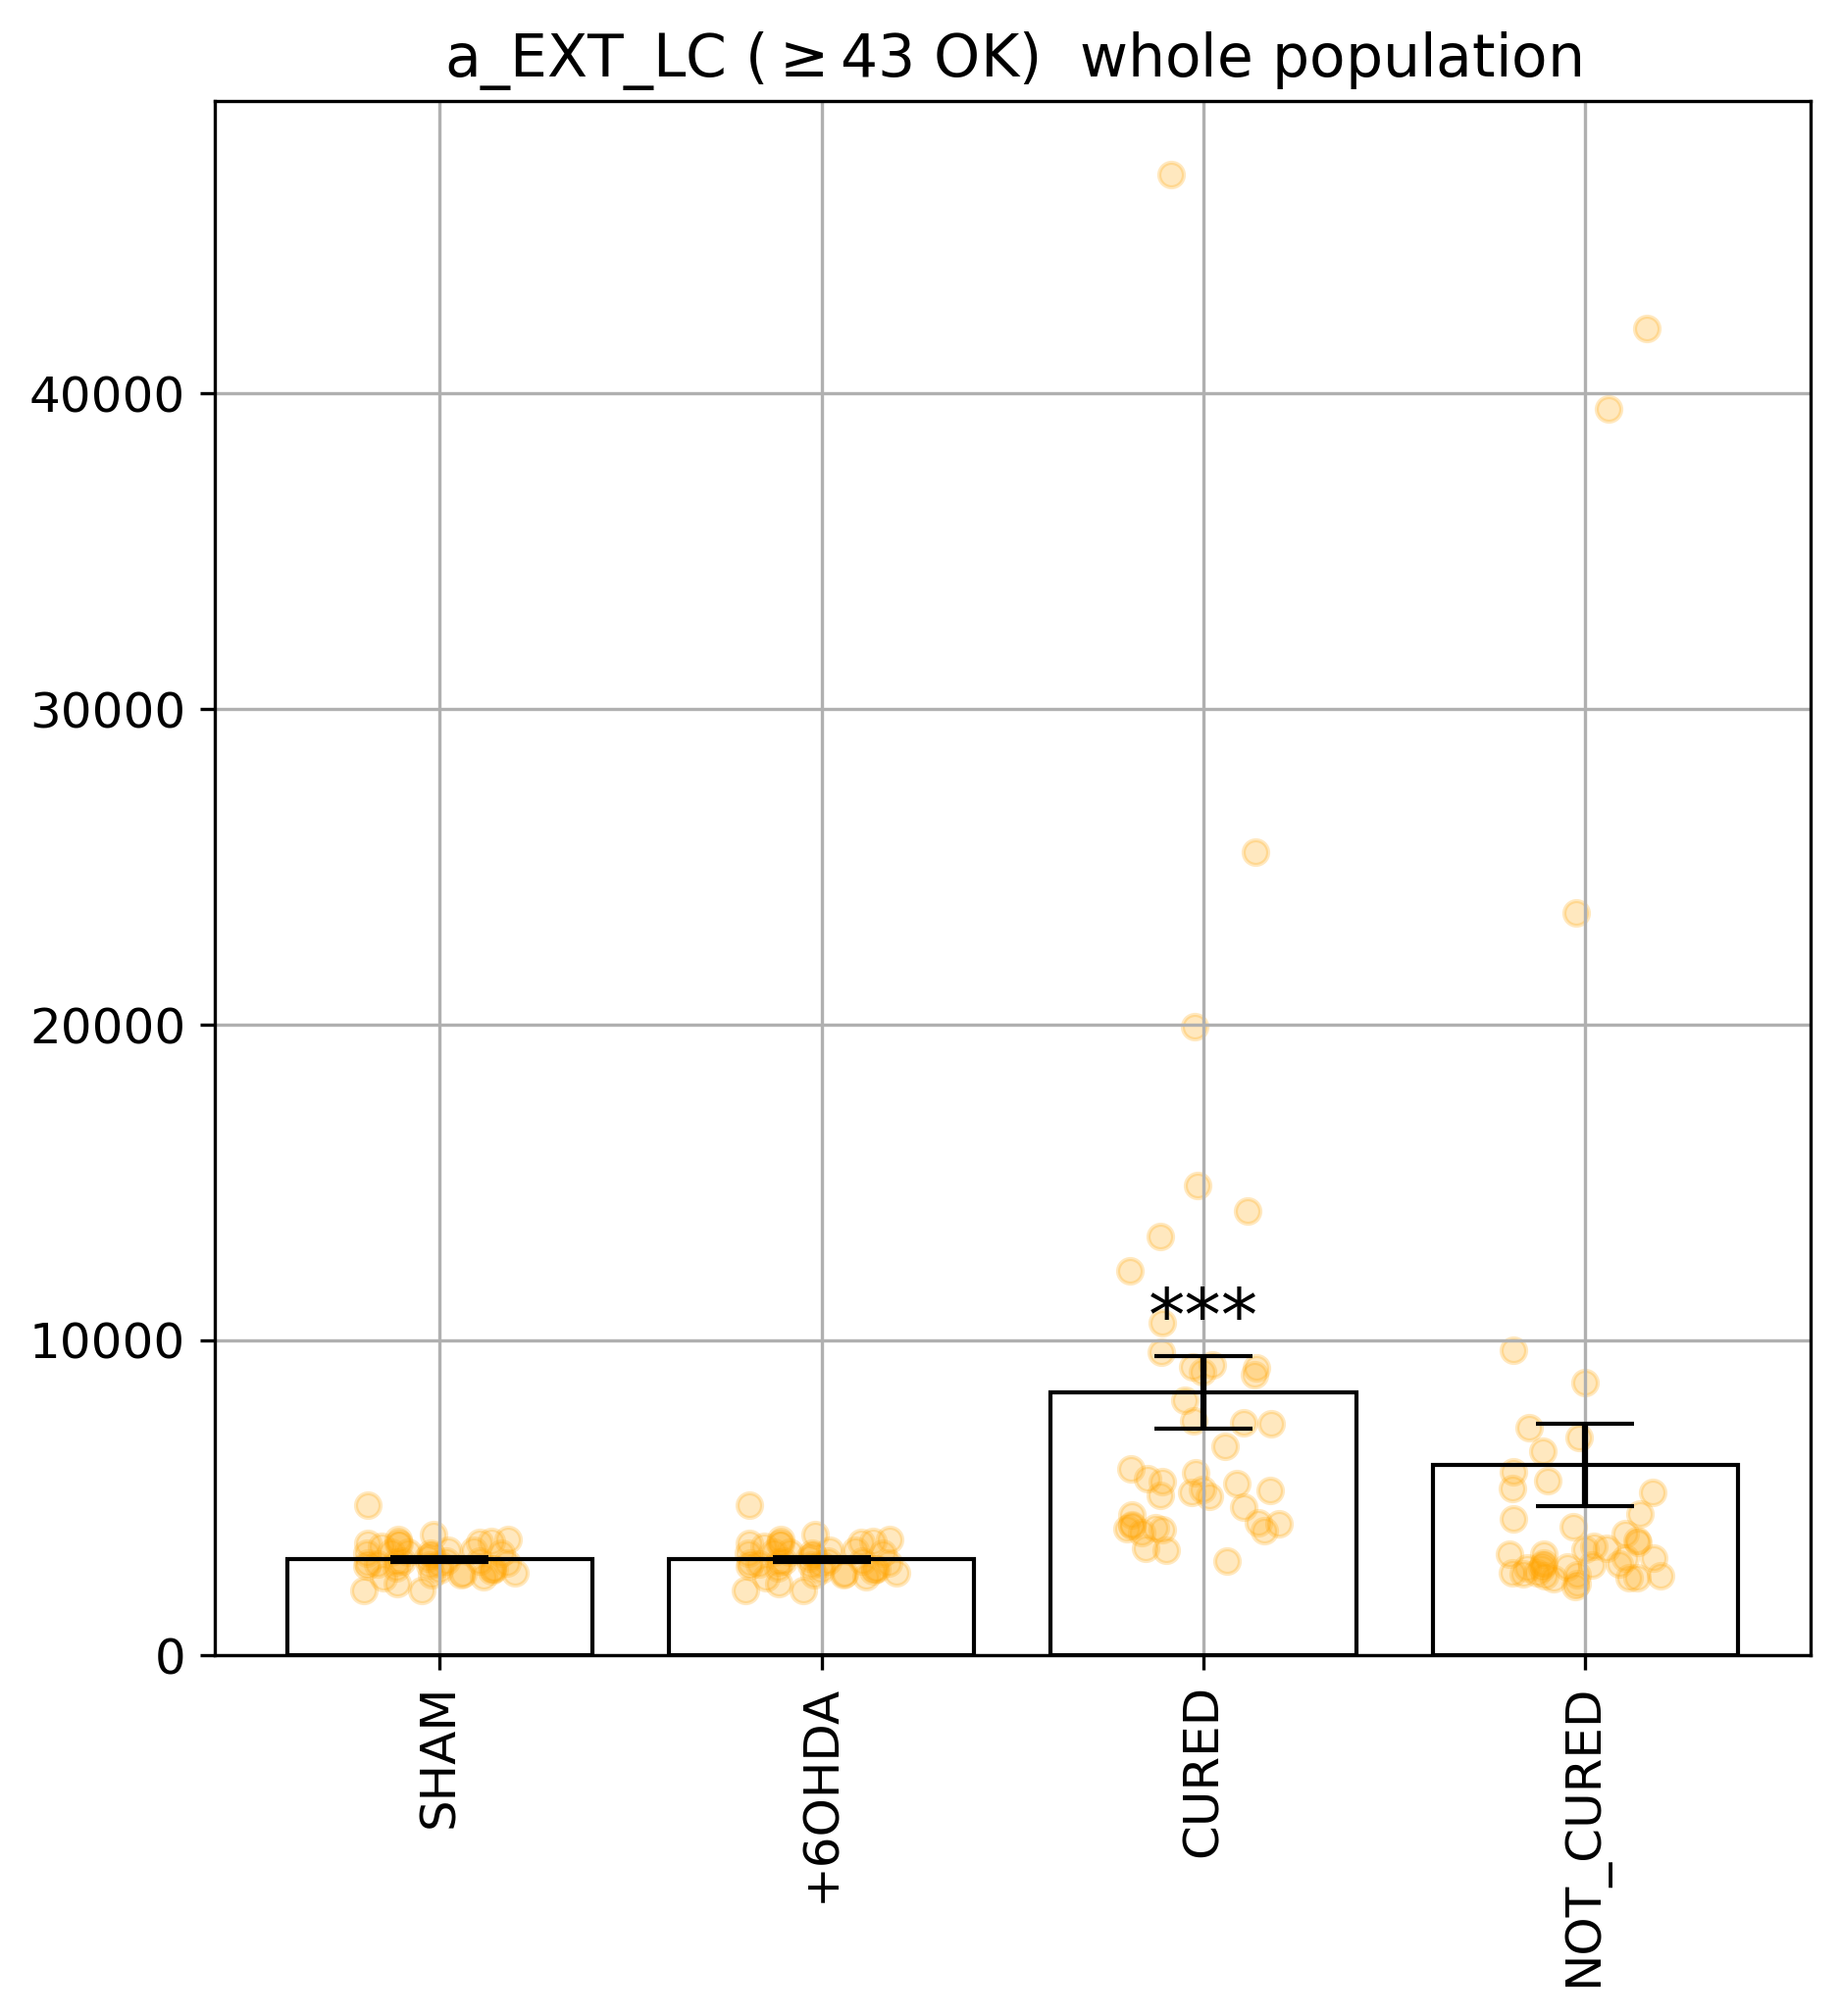 a_EXT_LC ( ≥ 43 OK)  whole population
40000
30000
20000
***
10000
0
SHAM
+6OHDA
CURED
NOT_CURED